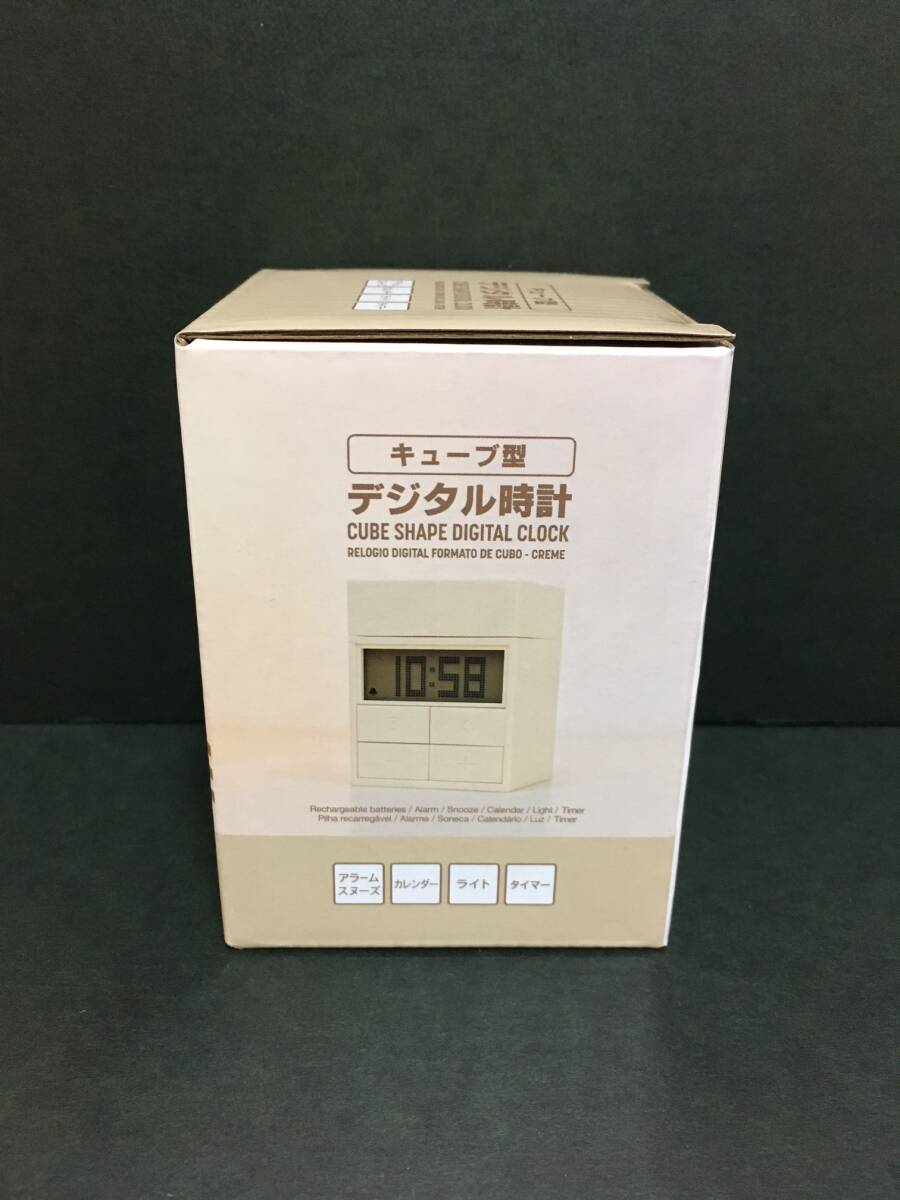 キューブ型
デジタル時計
CUBE SHAPE DIGITAL CLOCK
RELOGIO DIGITAL FORMATO DE CUBO - CREME
10:58
Rechargeable batteries / Alarm / Snooze / Calendar / Light / Timer
Pilha recarregável / Alarme / Soneca / Calendário / Luz / Timer
アラーム
スヌーズ
カレンダー
ライト
タイマー